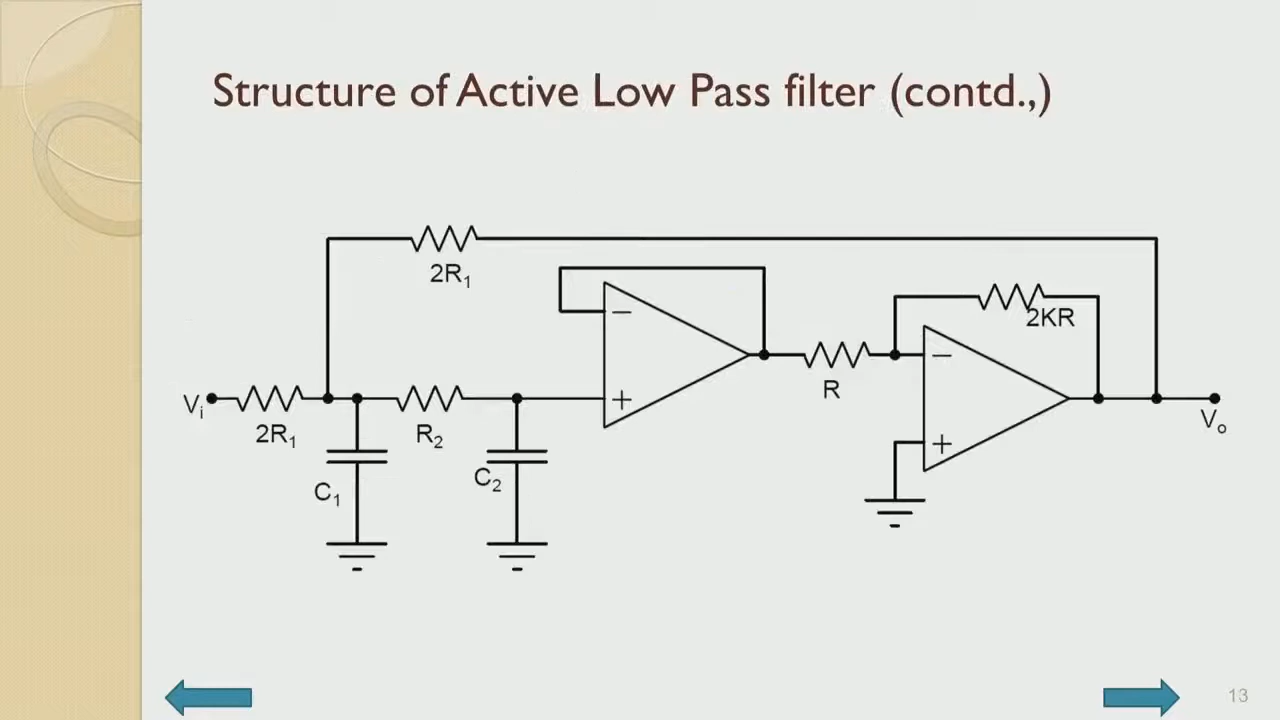 Structure of Active Low Pass filter (contd.,)
2R₁
2KR
R
Vᵢ
2R₁
R₂
C₁
C₂
Vₒ
−
+
−
+
13